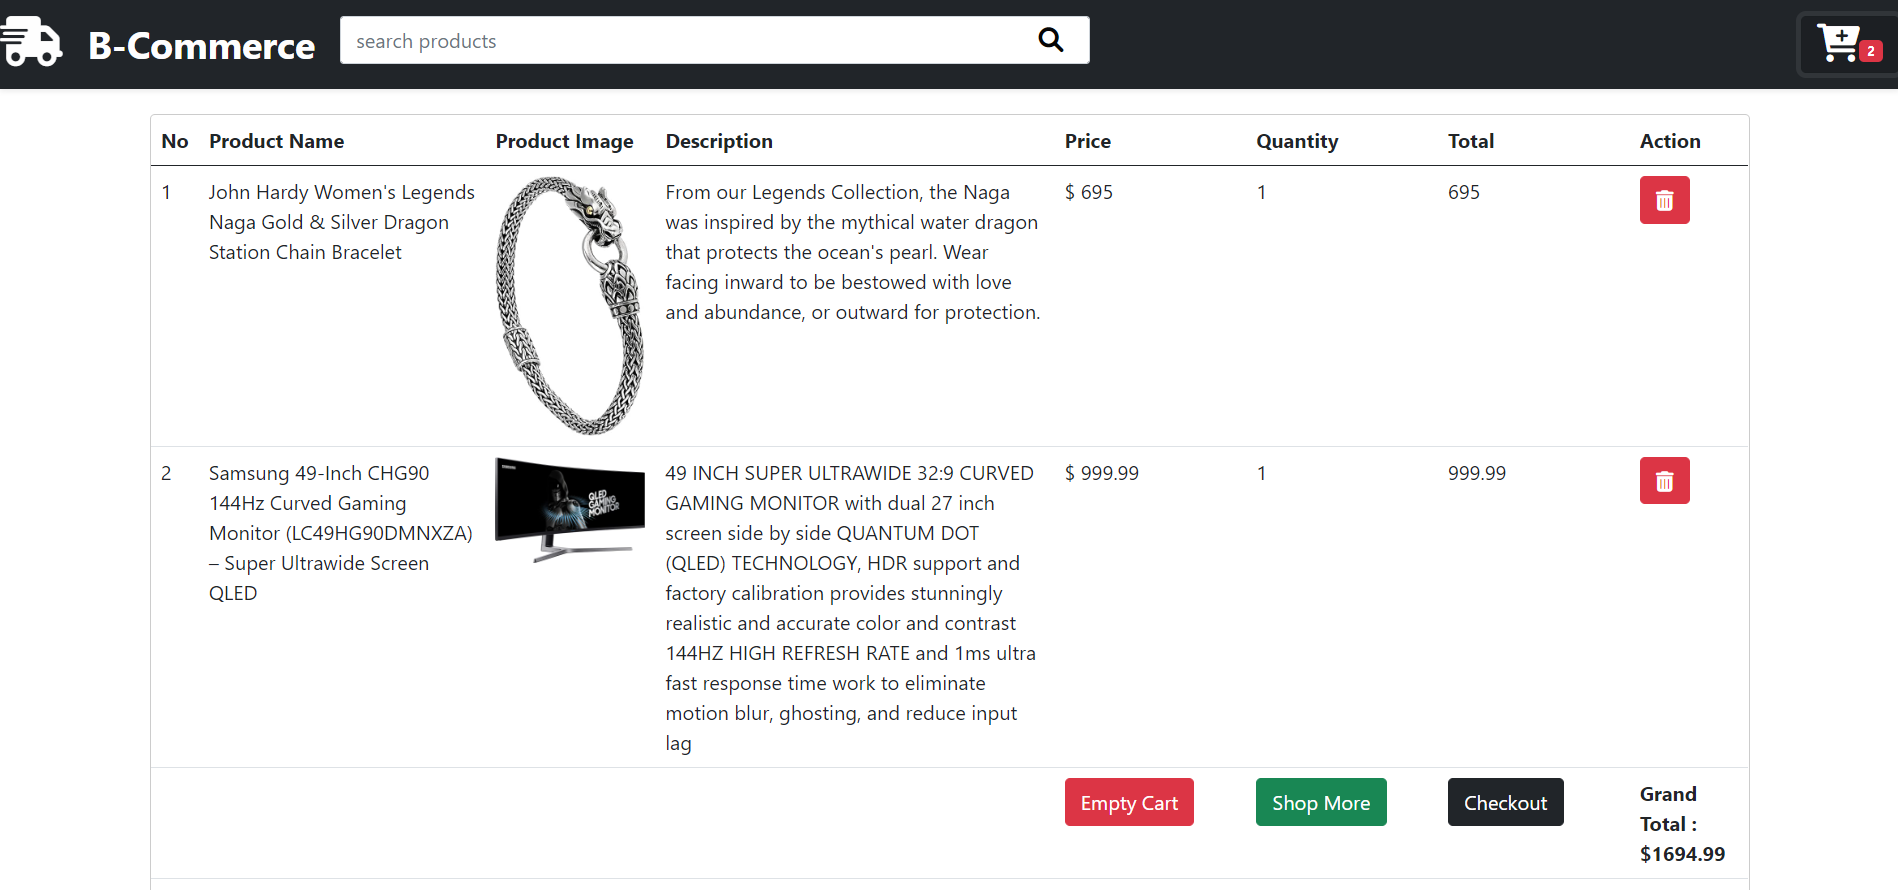 B-Commerce
search products
2
No Product Name Product Image Description Price Quantity Total Action
1 John Hardy Women's Legends
Naga Gold & Silver Dragon
Station Chain Bracelet
From our Legends Collection, the Naga
was inspired by the mythical water dragon
that protects the ocean's pearl. Wear
facing inward to be bestowed with love
and abundance, or outward for protection.
$ 695
1
695
2 Samsung 49-Inch CHG90
144Hz Curved Gaming
Monitor (LC49HG90DMNXZA)
– Super Ultrawide Screen
QLED
QLED
GAMING
MONITOR
49 INCH SUPER ULTRAWIDE 32:9 CURVED
GAMING MONITOR with dual 27 inch
screen side by side QUANTUM DOT
(QLED) TECHNOLOGY, HDR support and
factory calibration provides stunningly
realistic and accurate color and contrast
144HZ HIGH REFRESH RATE and 1ms ultra
fast response time work to eliminate
motion blur, ghosting, and reduce input
lag
$ 999.99
1
999.99
Empty Cart
Shop More
Checkout
Grand
Total :
$1694.99